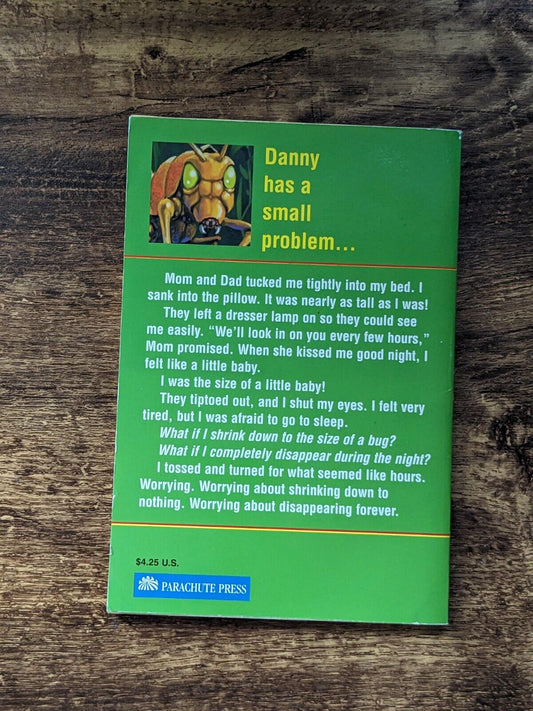 Danny
has a
small
problem...
Mom and Dad tucked me tightly into my bed. I
sank into the pillow. It was nearly as tall as I was!
They left a dresser lamp on so they could see
me easily. "We'll look in on you every few hours,"
Mom promised. When she kissed me good night, I
felt like a little baby.
I was the size of a little baby!
They tiptoed out, and I shut my eyes. I felt very
tired, but I was afraid to go to sleep.
What if I shrink down to the size of a bug?
What if I completely disappear during the night?
I tossed and turned for what seemed like hours.
Worrying. Worrying about shrinking down to
nothing. Worrying about disappearing forever.
$4.25 U.S.
PARACHUTE PRESS